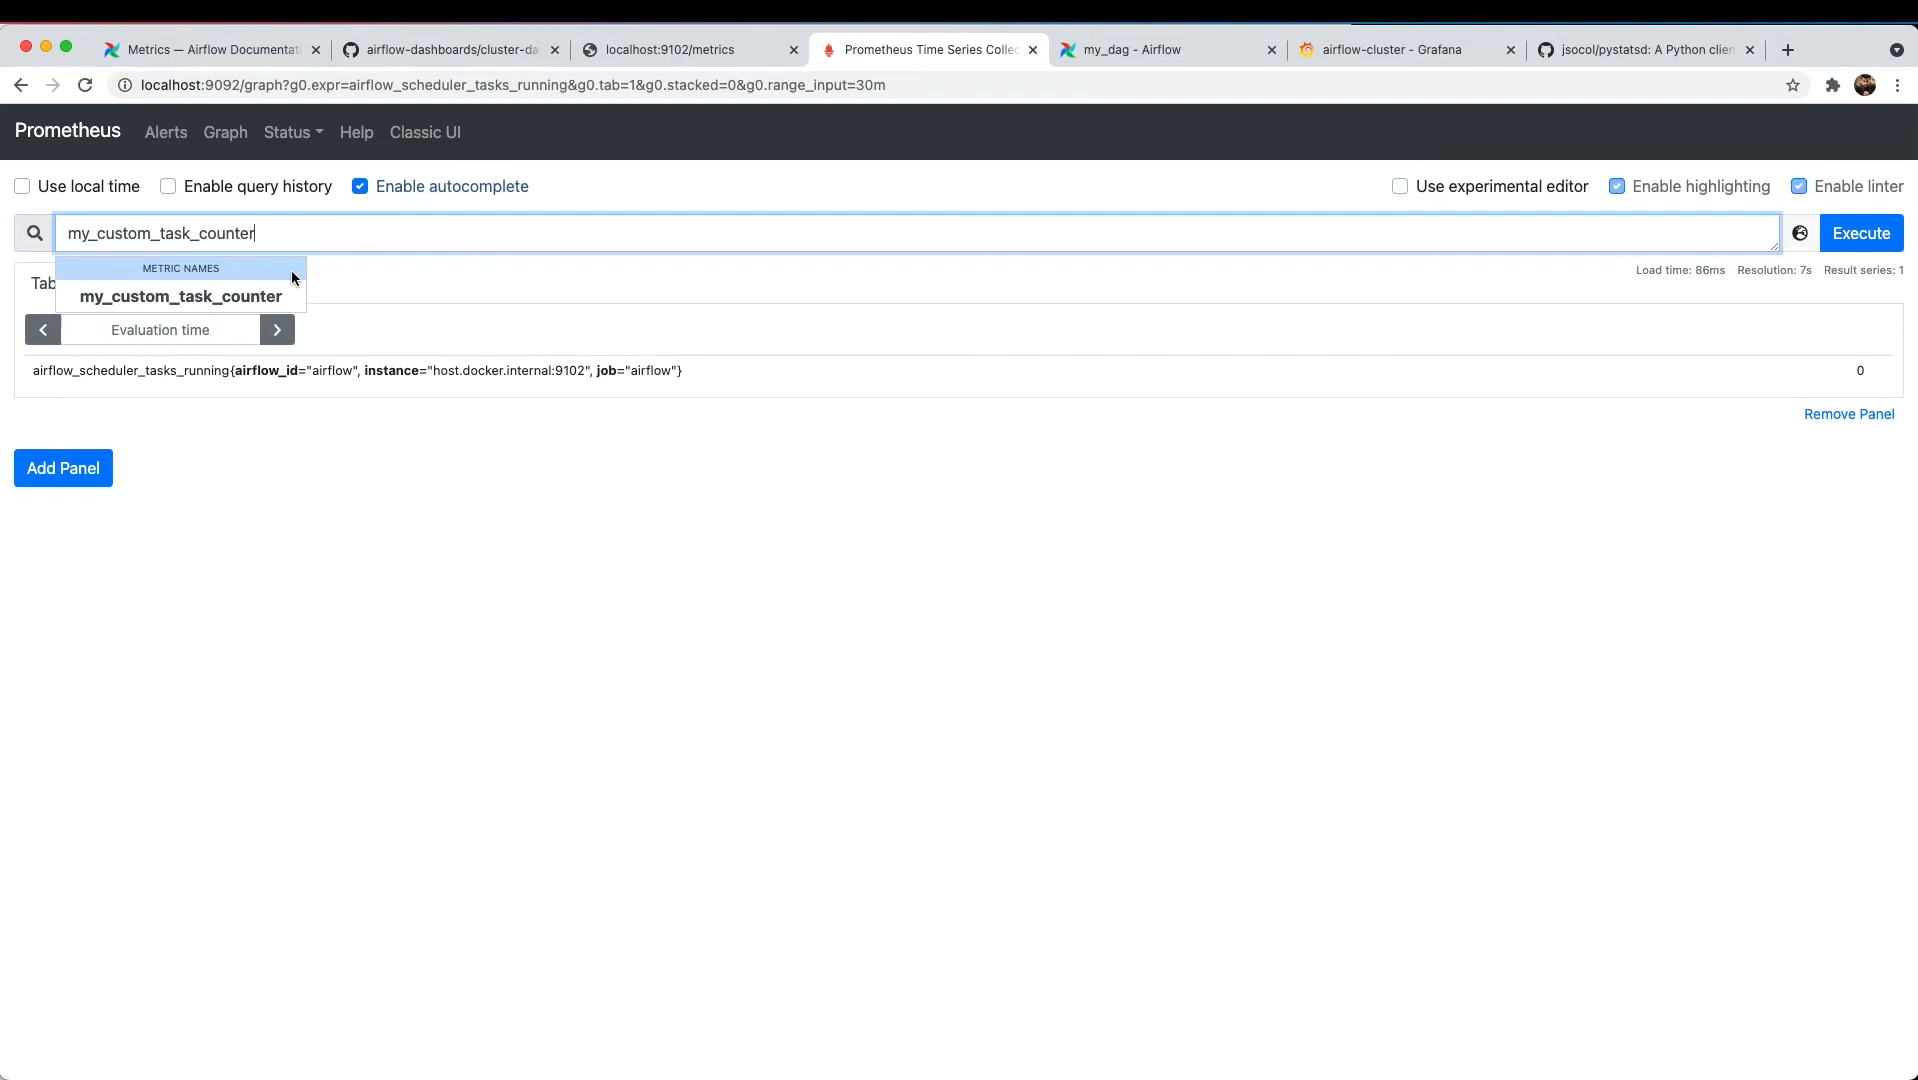 Metrics — Airflow Documentati
airflow-dashboards/cluster-da
localhost:9102/metrics
Prometheus Time Series Collec
my_dag - Airflow
airflow-cluster - Grafana
jsocol/pystatsd: A Python clien
localhost:9092/graph?g0.expr=airflow_scheduler_tasks_running&g0.tab=1&g0.stacked=0&g0.range_input=30m
Prometheus Alerts Graph Status Help Classic UI
Use local time Enable query history Enable autocomplete Use experimental editor Enable highlighting Enable linter
my_custom_task_counter Execute
METRIC NAMES
Load time: 86ms Resolution: 7s Result series: 1
Tab
my_custom_task_counter
Evaluation time
airflow_scheduler_tasks_running{airflow_id="airflow", instance="host.docker.internal:9102", job="airflow"} 0
Remove Panel
Add Panel